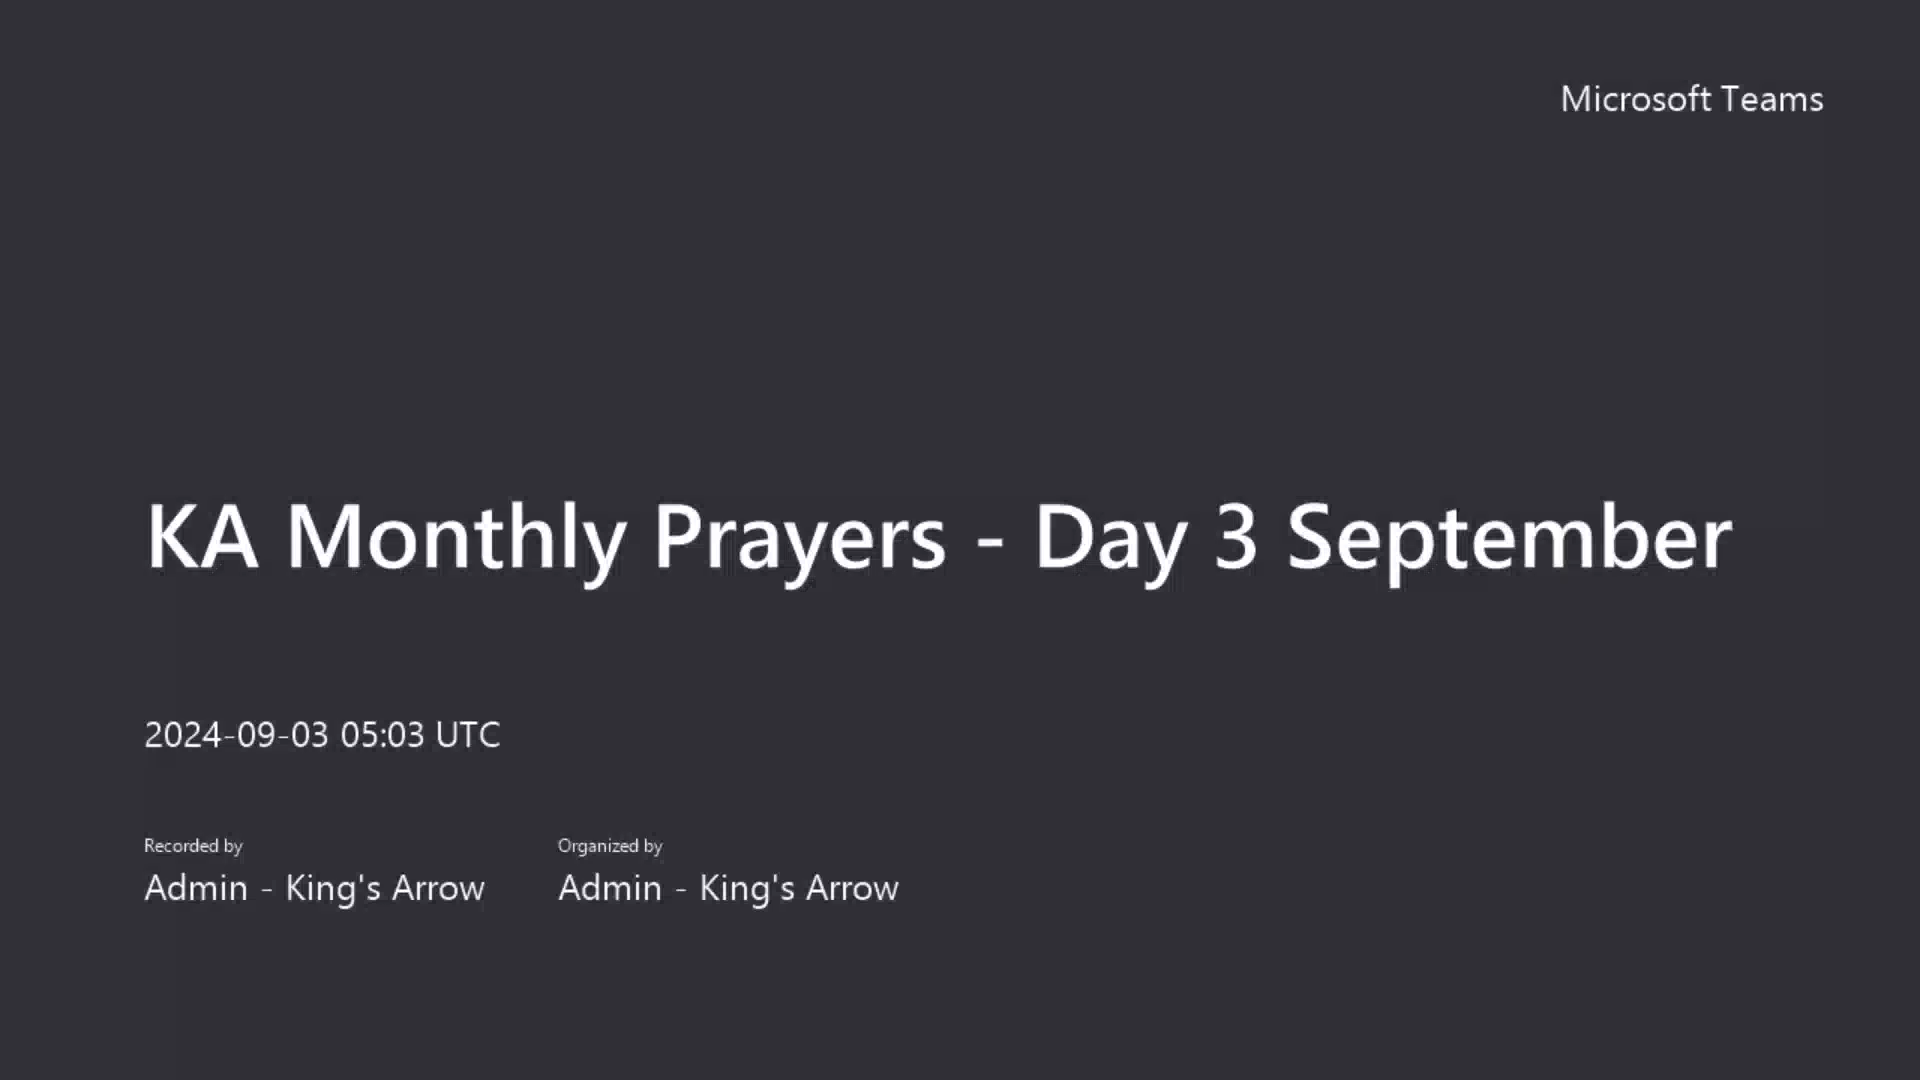 Microsoft Teams
KA Monthly Prayers - Day 3 September
2024-09-03 05:03 UTC
Recorded by
Admin - King's Arrow
Organized by
Admin - King's Arrow